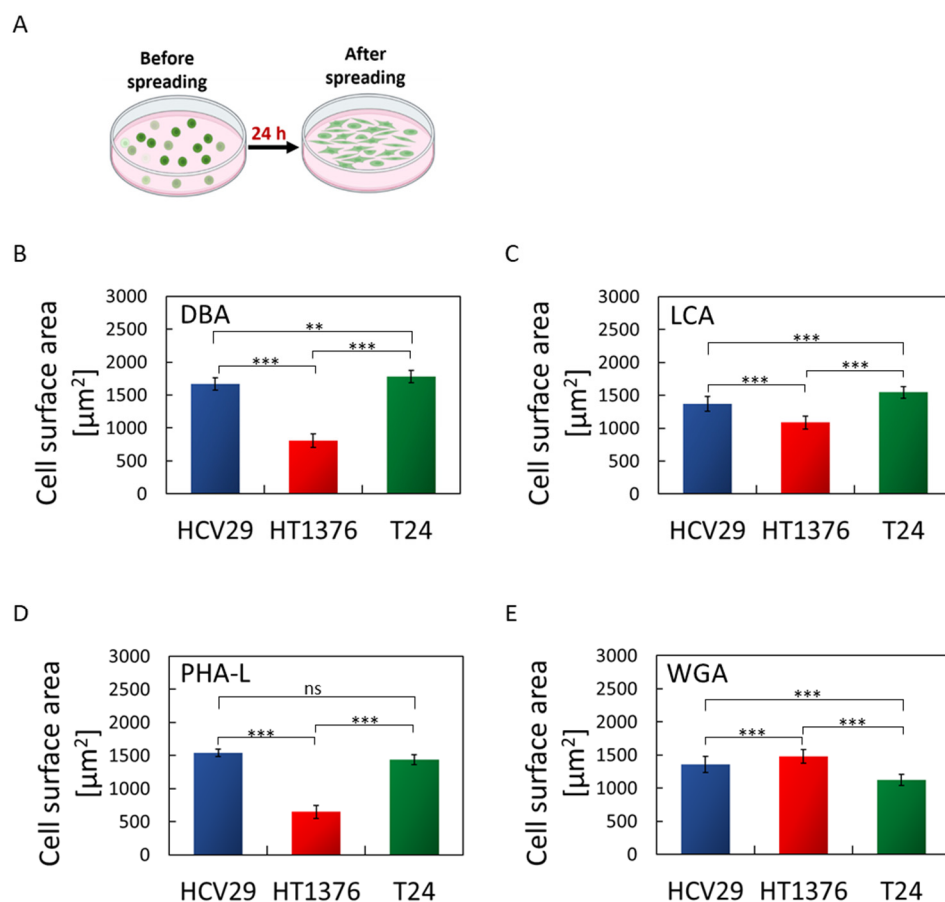 A
Before
spreading
24 h
After
spreading
B
Cell surface area
[µm²]
3000
2500
2000
1500
1000
500
0
DBA
**
***
***
HCV29
HT1376
T24
C
Cell surface area
[µm²]
3000
2500
2000
1500
1000
500
0
LCA
***
***
***
HCV29
HT1376
T24
D
Cell surface area
[µm²]
3000
2500
2000
1500
1000
500
0
PHA-L
ns
***
***
HCV29
HT1376
T24
E
Cell surface area
[µm²]
3000
2500
2000
1500
1000
500
0
WGA
***
***
***
HCV29
HT1376
T24